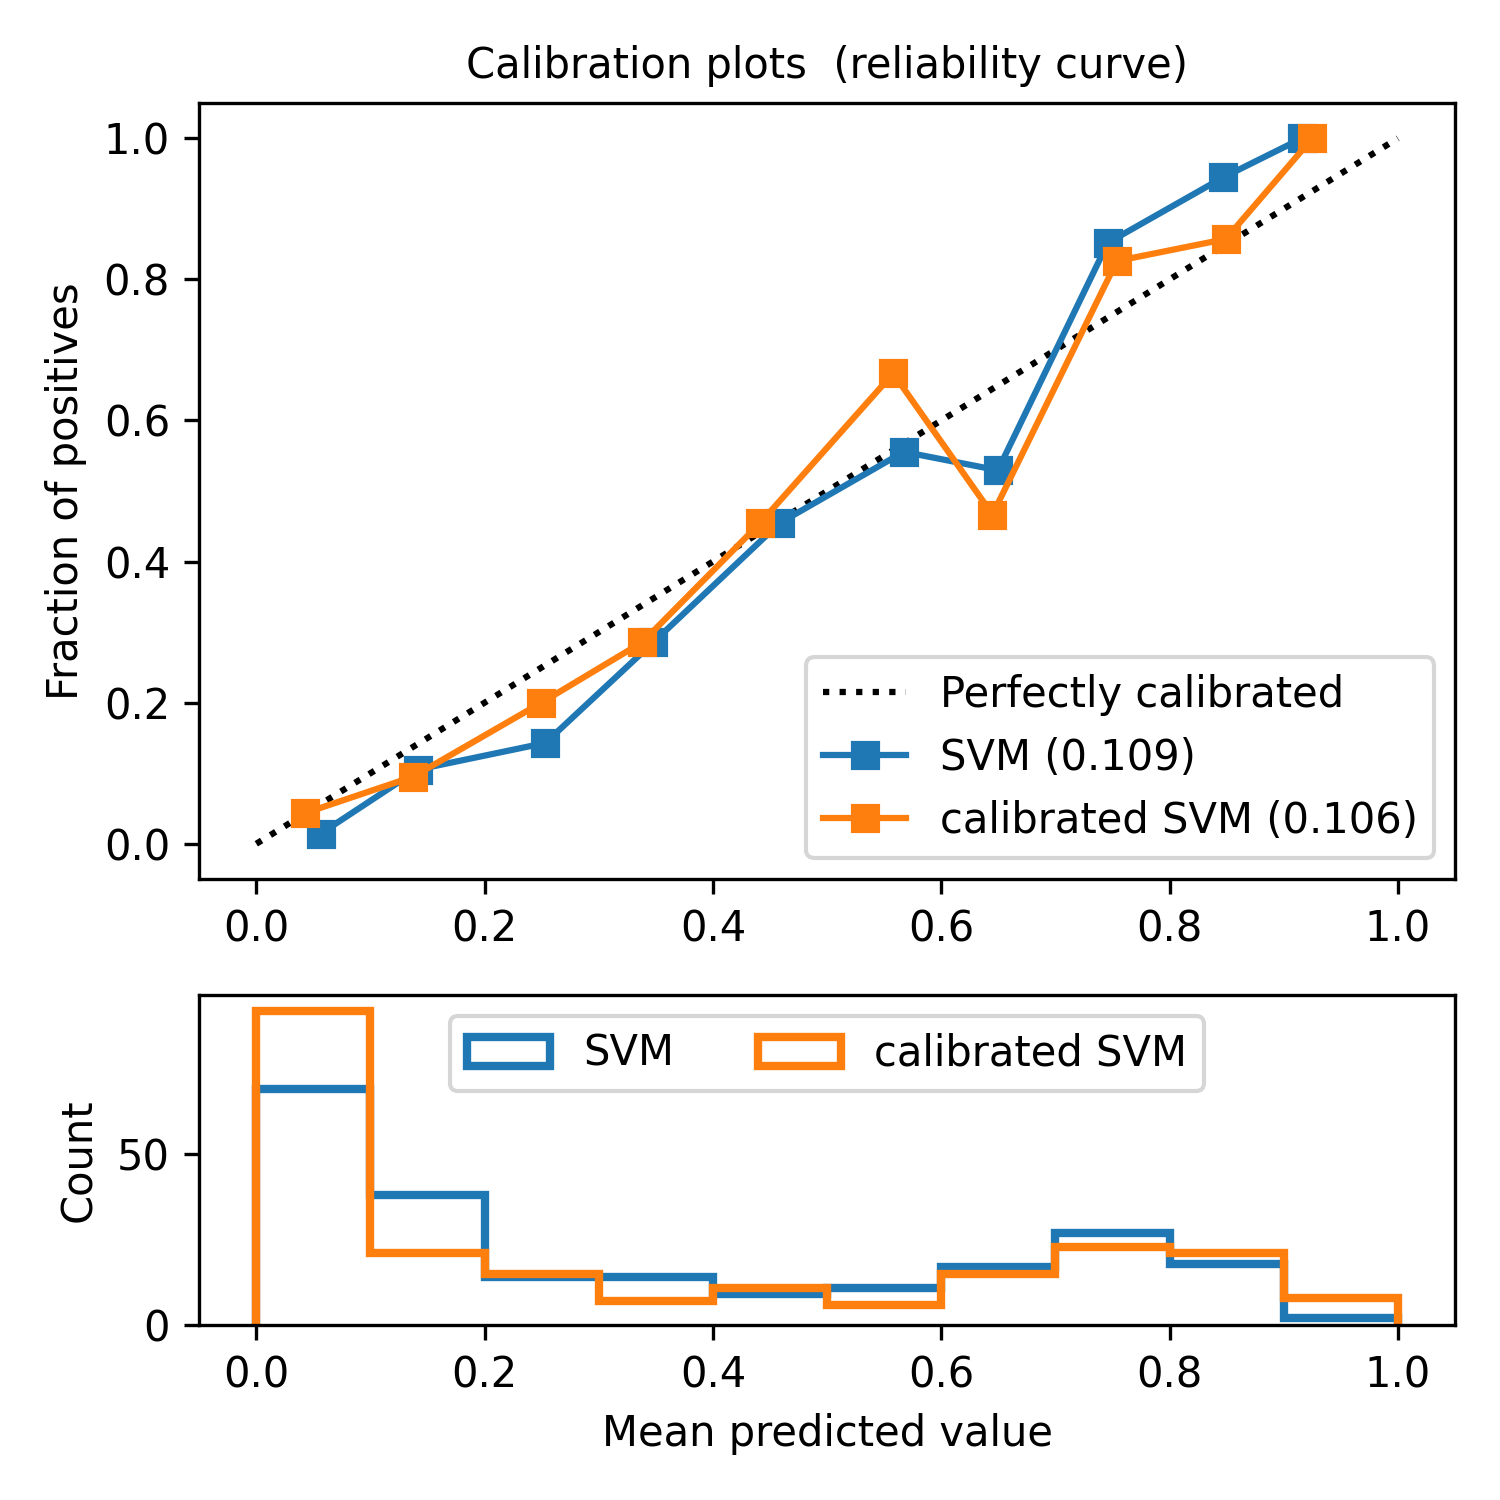 Calibration plots  (reliability curve)
1.0
0.8
0.6
0.4
0.2
0.0
Fraction of positives
Perfectly calibrated
SVM (0.109)
calibrated SVM (0.106)
0.0 0.2 0.4 0.6 0.8 1.0
SVM calibrated SVM
50
0
Count
0.0 0.2 0.4 0.6 0.8 1.0
Mean predicted value